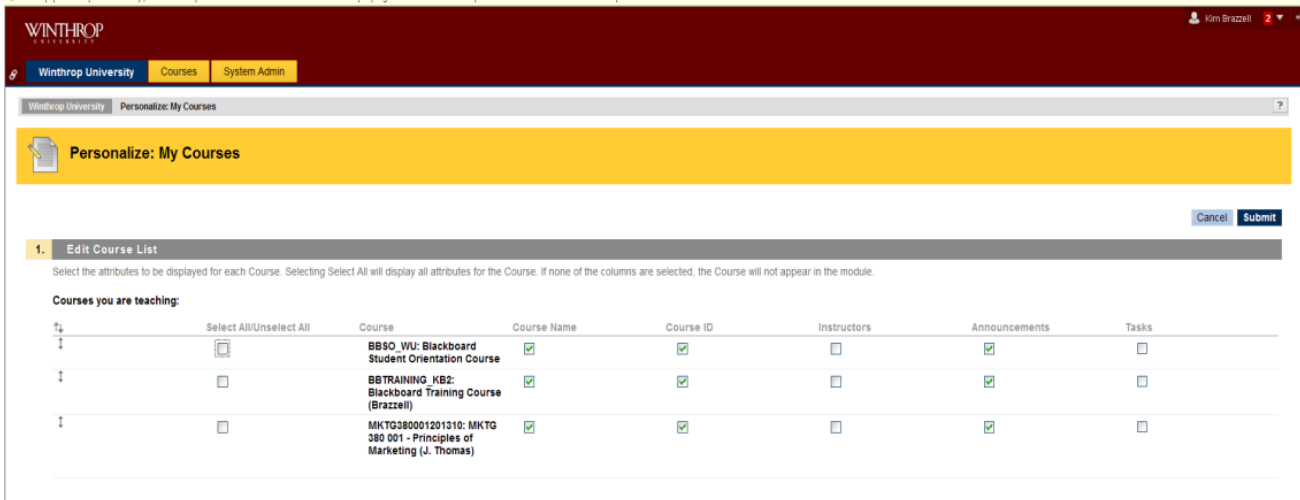 WINTHROP
UNIVERSITY
Kim Brazzell 2
Winthrop University Courses System Admin
Winthrop University Personalize: My Courses ?
Personalize: My Courses
Cancel Submit
1. Edit Course List
Select the attributes to be displayed for each Course. Selecting Select All will display all attributes for the Course. If none of the columns are selected, the Course will not appear in the module.
Courses you are teaching:
Select All/Unselect All Course Course Name Course ID Instructors Announcements Tasks
BBSO_WU: Blackboard
Student Orientation Course
BBTRAINING_KB2:
Blackboard Training Course
(Brazzell)
MKTG380001201310: MKTG
380 001 - Principles of
Marketing (J. Thomas)